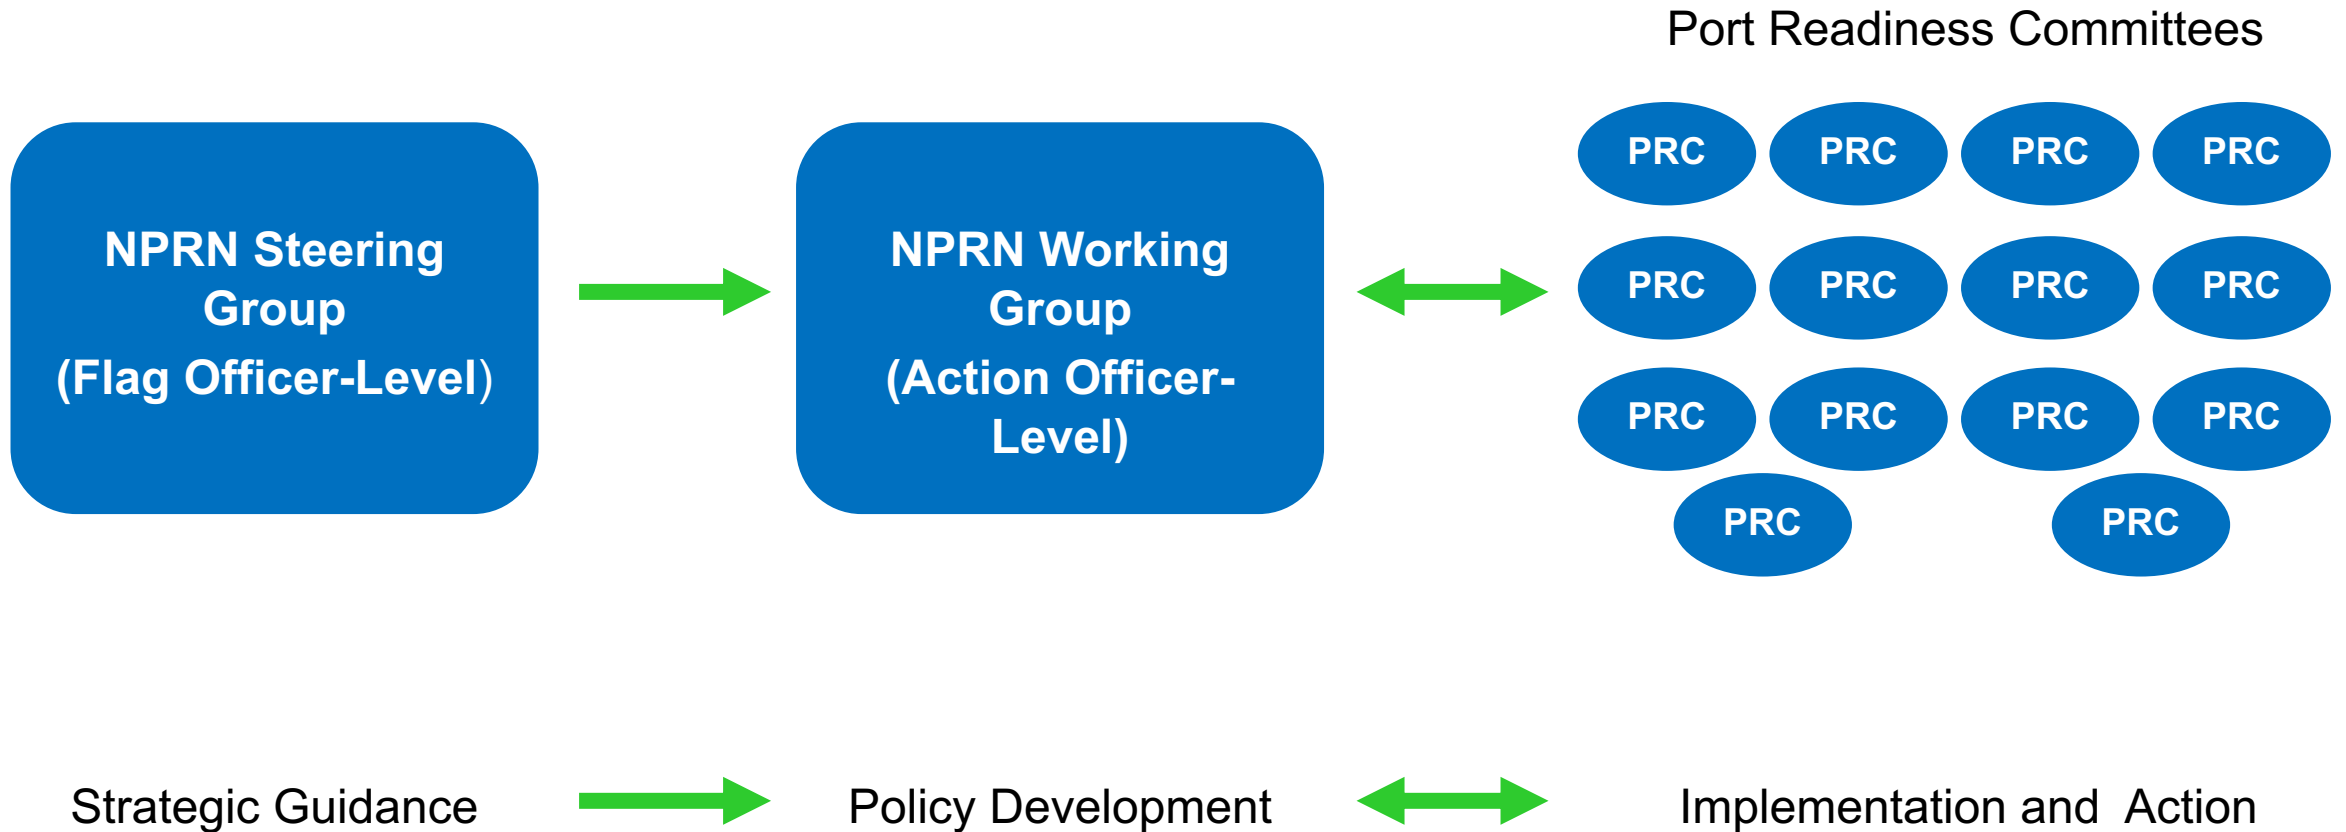 Port Readiness Committees
NPRN Steering
Group
(Flag Officer-Level)
NPRN Working
Group
(Action Officer-
Level)
PRC PRC PRC PRC
PRC PRC PRC PRC
PRC PRC PRC PRC
PRC PRC
Strategic Guidance
Policy Development
Implementation and  Action